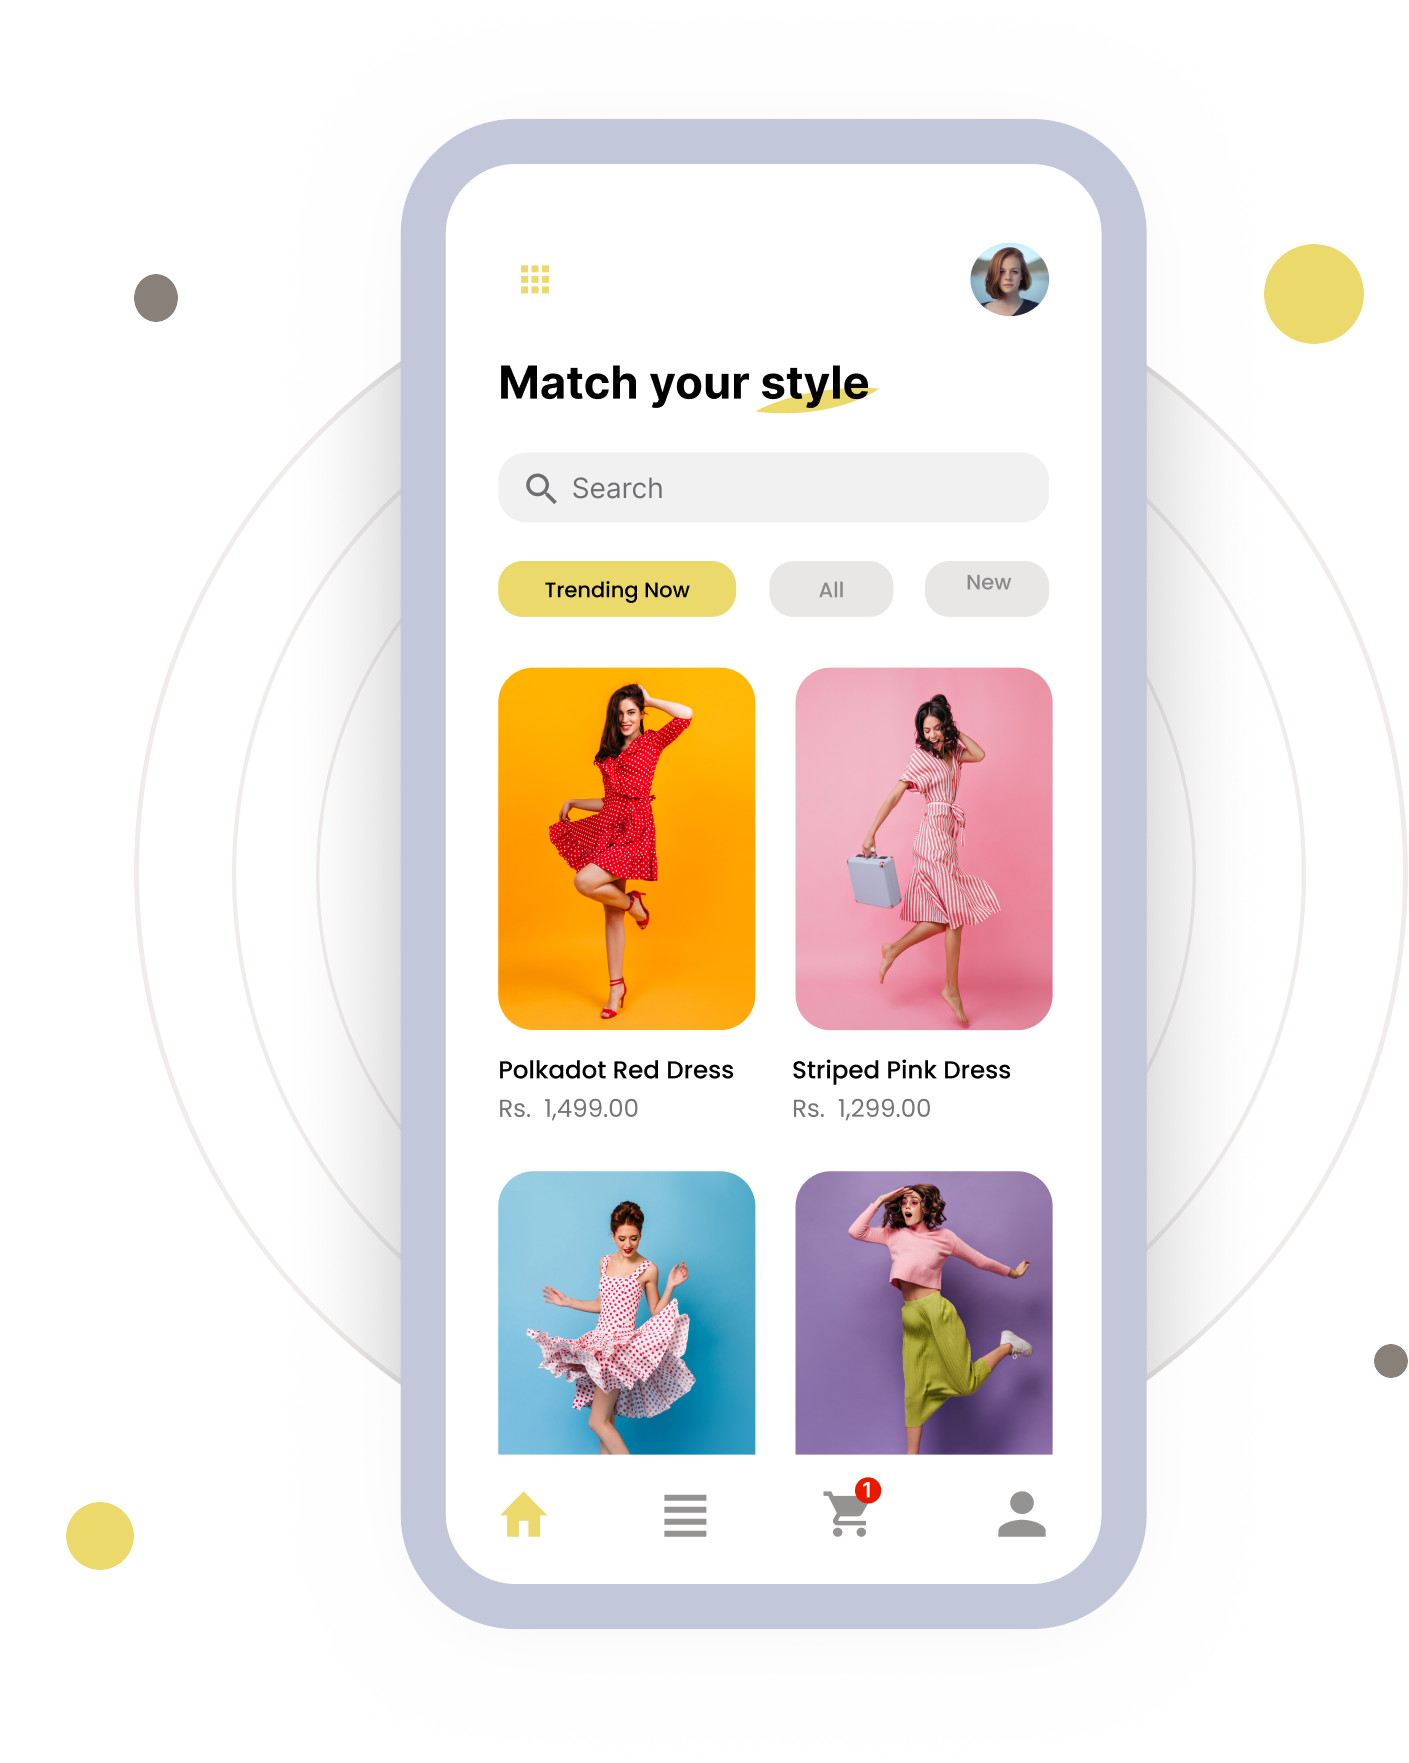 Match your style
Search
Trending Now
All
New
Polkadot Red Dress
Striped Pink Dress
Rs. 1,499.00
Rs. 1,299.00
1